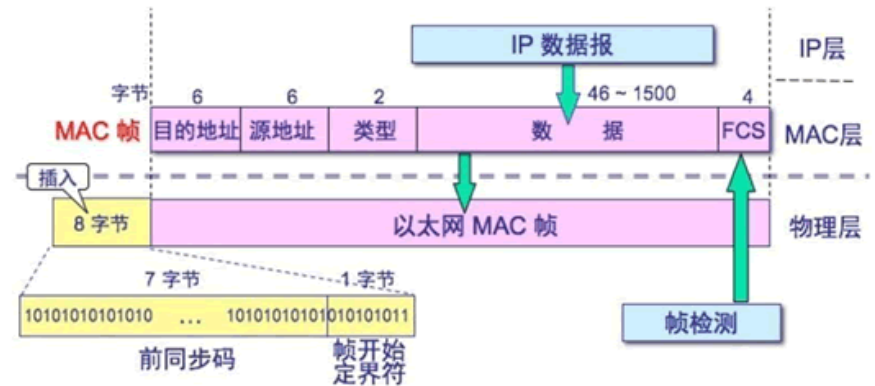 IP 数据报
IP层
字节 6 6 2 46 ~ 1500 4
MAC 帧 目的地址 源地址 类型 数 据 FCS MAC层
插入
8 字节 以太网 MAC 帧 物理层
7 字节 1 字节
10101010101010 ... 10101010101010101011
前同步码 帧开始
定界符
帧检测